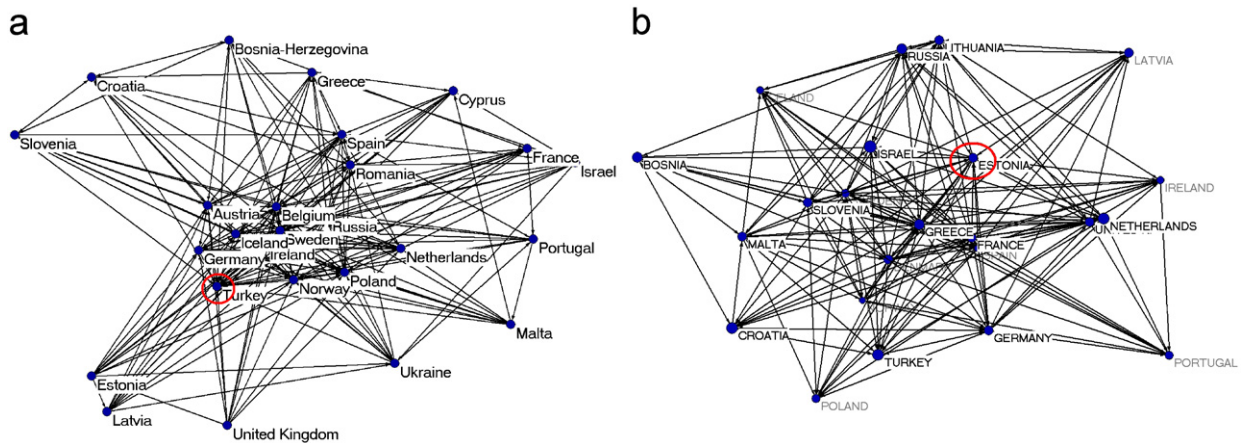 a
Bosnia-Herzegovina
Greece
Croatia
Cyprus
Slovenia
Spain
France
Israel
Romania
Austria
Belgium
Russia
Iceland
Sweden
Ireland
Germany
Netherlands
Portugal
Poland
Norway
Turkey
Malta
Ukraine
Estonia
Latvia
United Kingdom
b
LITHUANIA
RUSSIA
LATVIA
ISRAEL
ESTONIA
BOSNIA
IRELAND
SLOVENIA
NETHERLANDS
GREECE
MALTA
FRANCE
CROATIA
GERMANY
TURKEY
PORTUGAL
POLAND